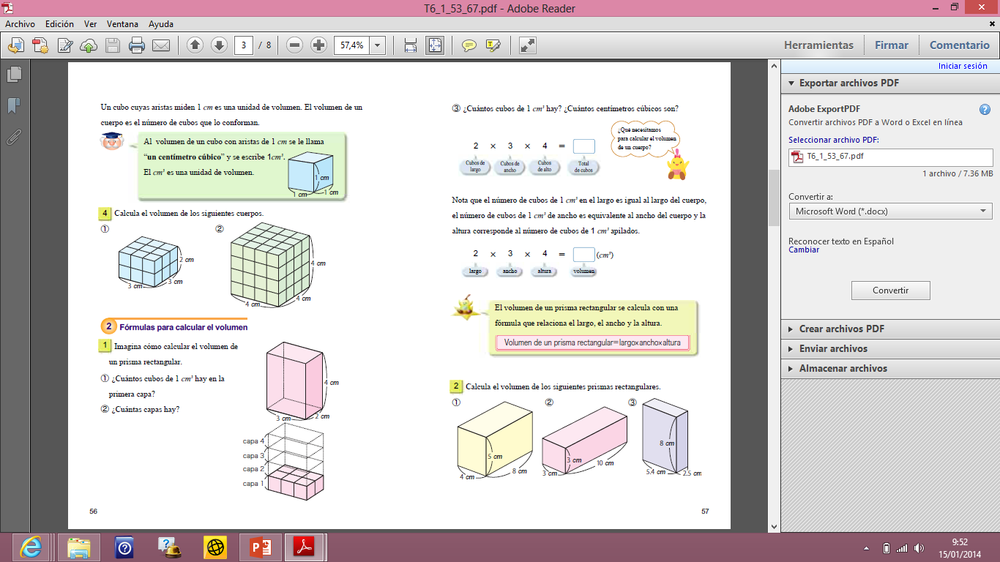 T6_1_53_67.pdf - Adobe Reader
Archivo Edición Ver Ventana Ayuda
3 / 8 57,4% Herramientas Firmar Comentario
Un cubo cuyas aristas miden 1 cm es una unidad de volumen. El volumen de un
cuerpo es el número de cubos que lo conforman.
Al volumen de un cubo con aristas de 1 cm se le llama
“un centímetro cúbico” y se escribe 1cm³.
El cm³ es una unidad de volumen.
1 cm
1 cm 1 cm
4 Calcula el volumen de los siguientes cuerpos.
① ②
2 cm
3 cm 3 cm
4 cm
4 cm 4 cm
2 Fórmulas para calcular el volumen
1 Imagina cómo calcular el volumen de
un prisma rectangular.
① ¿Cuántos cubos de 1 cm³ hay en la
primera capa?
② ¿Cuántas capas hay?
4 cm
3 cm 2 cm
capa 4
capa 3
capa 2
capa 1
56
③ ¿Cuántos cubos de 1 cm³ hay? ¿Cuántos centímetros cúbicos son?
¿Qué necesitamos
para calcular el volumen
de un cuerpo?
2 × 3 × 4 =
Cubos de largo Cubos de ancho Cubos de alto Total de cubos
Nota que el número de cubos de 1 cm³ en el largo es igual al largo del cuerpo,
el número de cubos de 1 cm³ de ancho es equivalente al ancho del cuerpo y la
altura corresponde al número de cubos de 1 cm³ apilados.
2 × 3 × 4 = (cm³)
largo ancho altura volumen
El volumen de un prisma rectangular se calcula con una
fórmula que relaciona el largo, el ancho y la altura.
Volumen de un prisma rectangular=largo×ancho×altura
2 Calcula el volumen de los siguientes prismas rectangulares.
① ② ③
5 cm
4 cm 8 cm
3 cm
3 cm 10 cm
8 cm
5.4 cm 2.5 cm
57
Iniciar sesión
Exportar archivos PDF
Adobe ExportPDF
Convertir archivos PDF a Word o Excel en línea
Seleccionar archivo PDF:
T6_1_53_67.pdf
1 archivo / 7.36 MB
Convertir a:
Microsoft Word (*.docx)
Reconocer texto en Español
Cambiar
Convertir
Crear archivos PDF
Enviar archivos
Almacenar archivos
9:52
15/01/2014